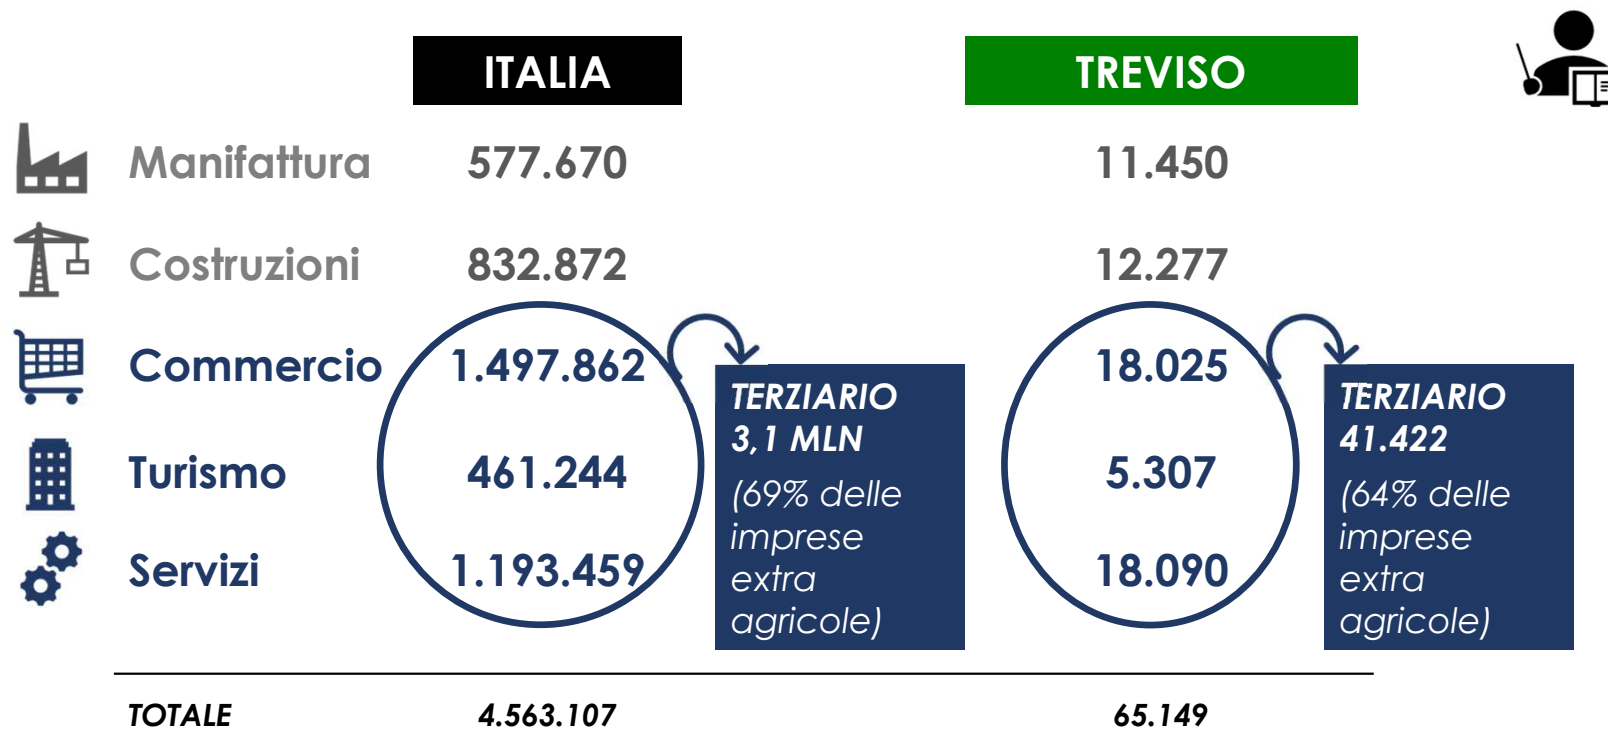 ITALIA
TREVISO
Manifattura 577.670 11.450
Costruzioni 832.872 12.277
Commercio 1.497.862 18.025
Turismo 461.244 5.307
Servizi 1.193.459 18.090
TERZIARIO
3,1 MLN
(69% delle
imprese
extra
agricole)
TERZIARIO
41.422
(64% delle
imprese
extra
agricole)
TOTALE 4.563.107 65.149